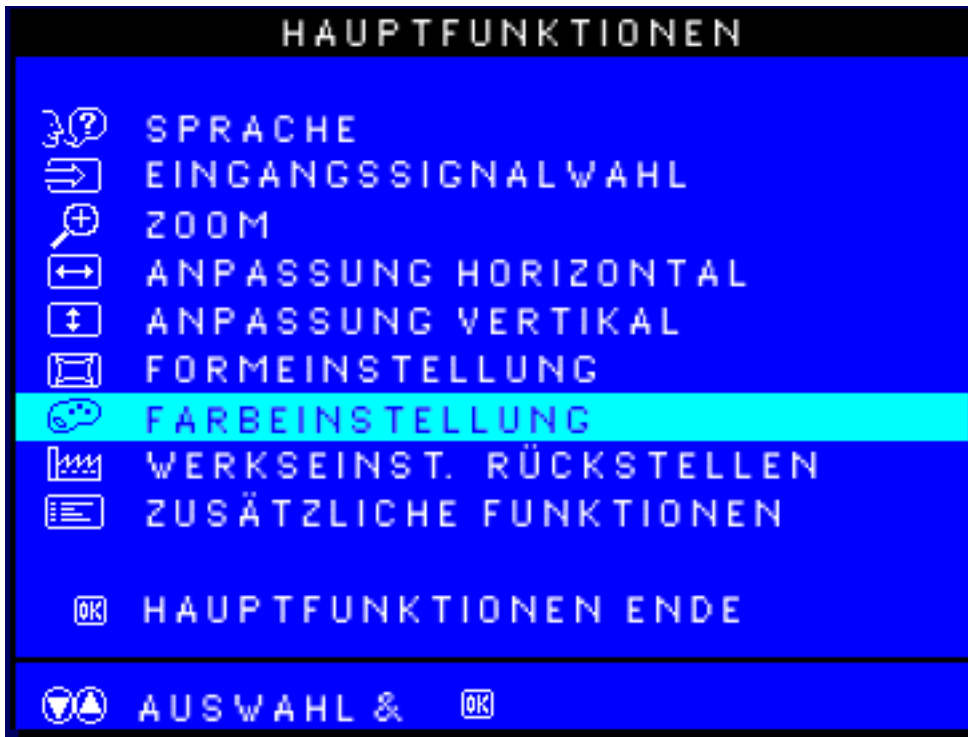 HAUPTFUNKTIONEN
SPRACHE
EINGANGSSIGNALWAHL
ZOOM
ANPASSUNG HORIZONTAL
ANPASSUNG VERTIKAL
FORMEINSTELLUNG
FARBEINSTELLUNG
WERKSEINST. RÜCKSTELLEN
ZUSÄTZLICHE FUNKTIONEN
OK HAUPTFUNKTIONEN ENDE
AUSWAHL & OK